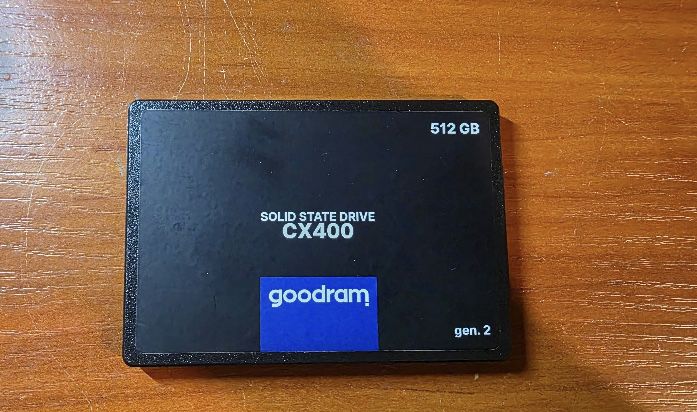 512 GB
SOLID STATE DRIVE
CX400
goodram
gen. 2